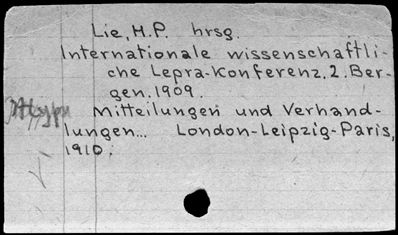 Lie, H.P. hrsg.
Internationale wissenschaftli-
che Lepra-Konferenz. 2. Ber-
gen. 1909.
Mitteilungen und Verhand-
lungen... London-Leipzig-Paris,
1910.